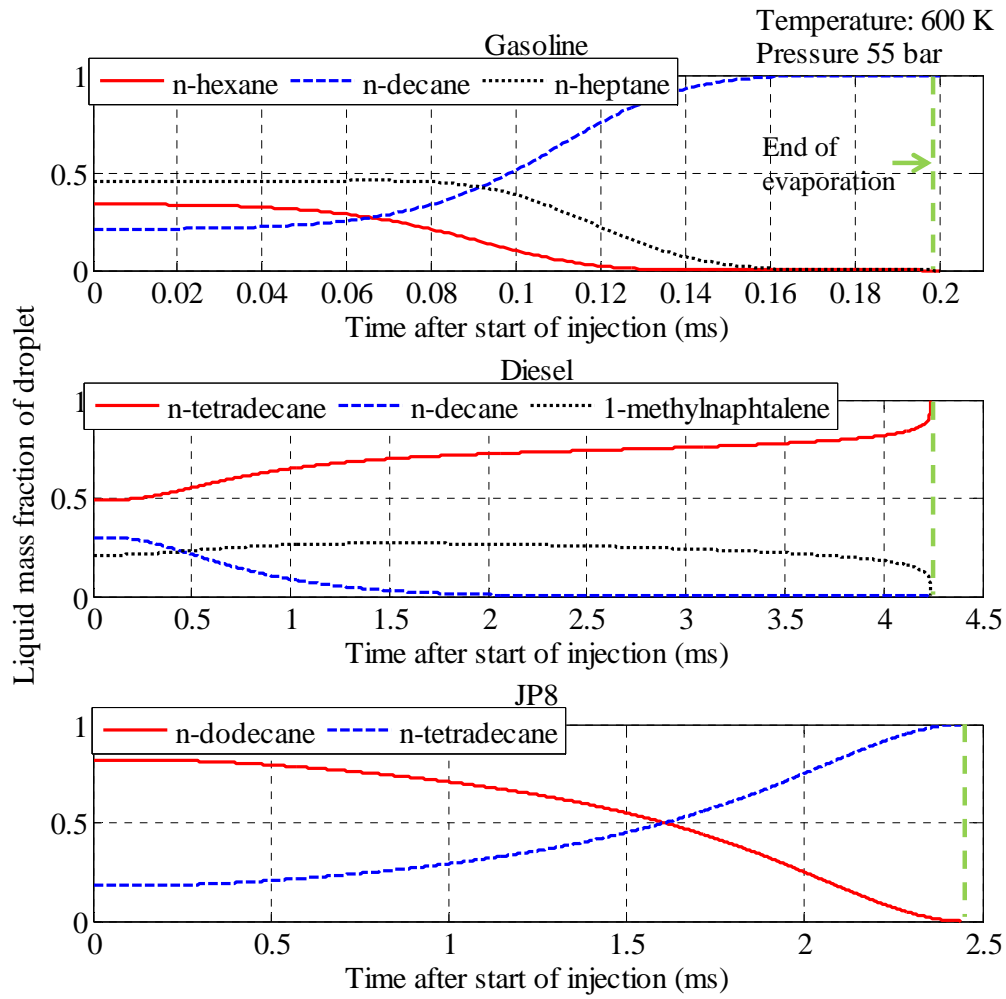 Temperature: 600 K
Pressure 55 bar
Gasoline
n-hexane n-decane n-heptane
End of
evaporation
1
0.5
0
0 0.02 0.04 0.06 0.08 0.1 0.12 0.14 0.16 0.18 0.2
Time after start of injection (ms)
Liquid mass fraction of droplet
Diesel
n-tetradecane n-decane 1-methylnaphtalene
1
0.5
0
0 0.5 1 1.5 2 2.5 3 3.5 4 4.5
Time after start of injection (ms)
JP8
n-dodecane n-tetradecane
1
0.5
0
0 0.5 1 1.5 2 2.5
Time after start of injection (ms)